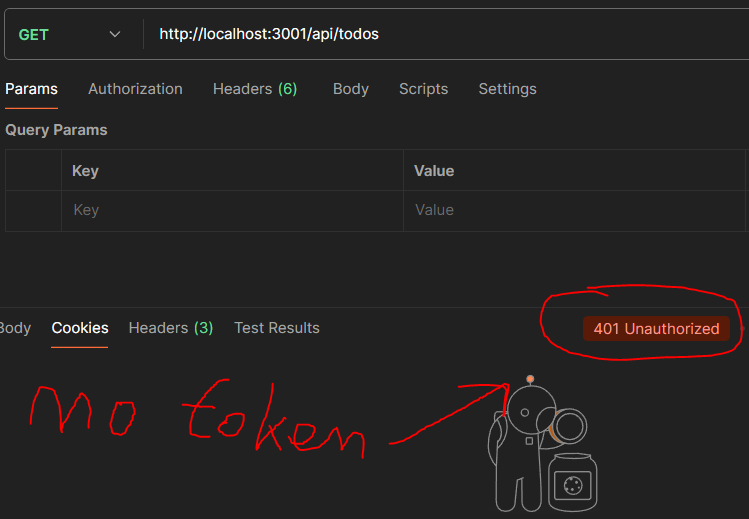 GET http://localhost:3001/api/todos
Params Authorization Headers (6) Body Scripts Settings
Query Params
Key Value
Key Value
Body Cookies Headers (3) Test Results 401 Unauthorized
no token